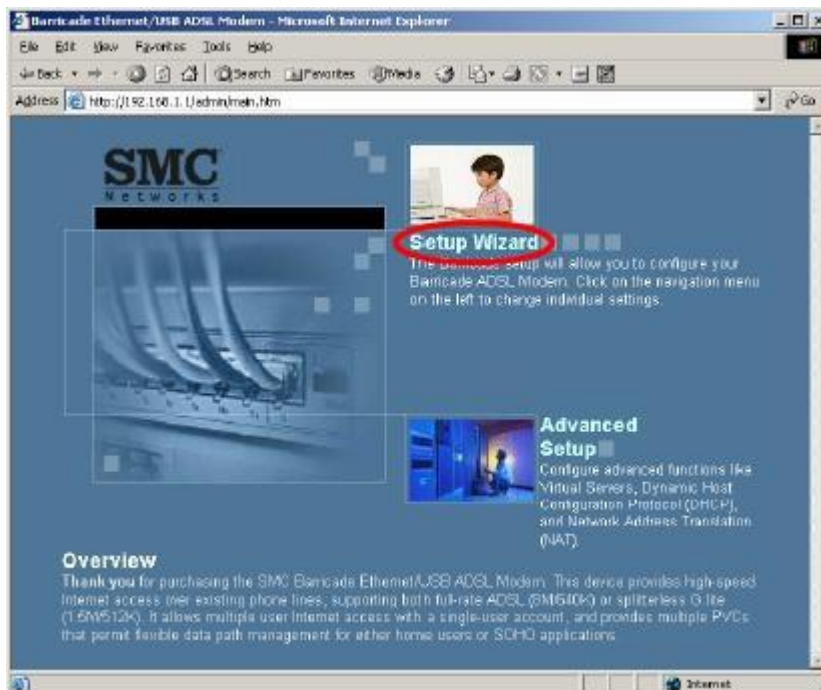 Barricade Ethernet/USB ADSL Modem - Microsoft Internet Explorer
File Edit View Favorites Tools Help
Back Search Favorites Media
Address http://192.168.1.1/admin/main.htm Go
SMC
Networks
Setup Wizard
The Barricade setup will allow you to configure your
Barricade ADSL Modem. Click on the navigation menu
on the left to change individual settings.
Advanced
Setup
Configure advanced functions like
Virtual Servers, Dynamic Host
Configuration Protocol (DHCP),
and Network Address Translation
(NAT).
Overview
Thank you for purchasing the SMC Barricade Ethernet/USB ADSL Modem. This device provides high-speed
Internet access over existing phone lines, supporting both full-rate ADSL (8M/640K) or splitterless G.lite
(1.5M/512K). It allows multiple user Internet access with a single-user account, and provides multiple PVCs
that permit flexible data path management for either home users or SOHO applications.
Internet